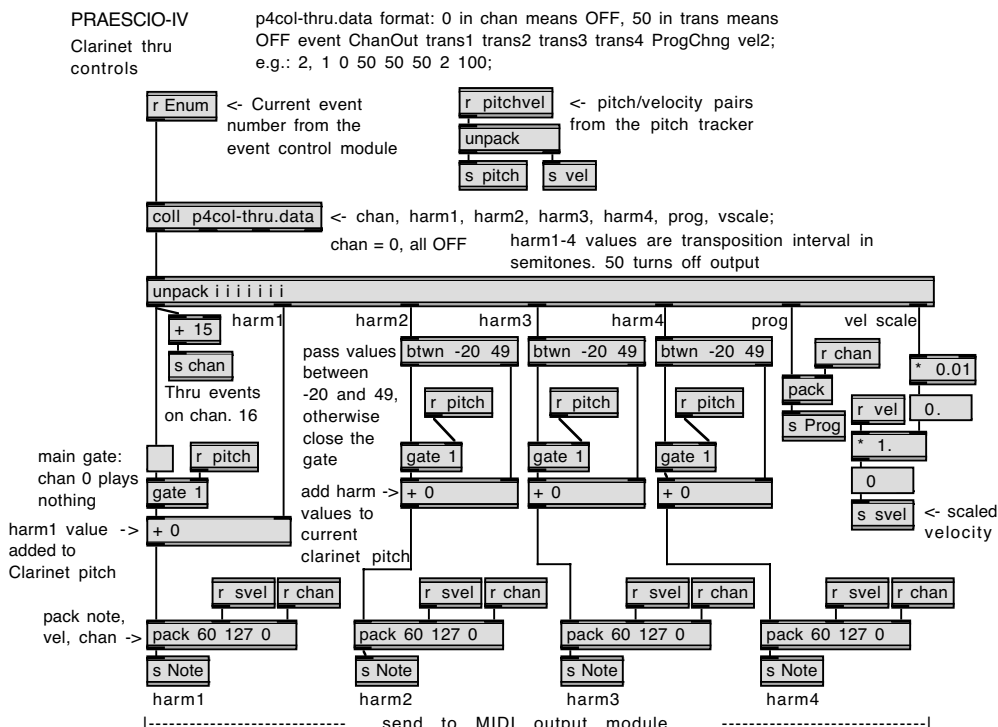 PRAESCIO-IV
Clarinet thru
controls
p4col-thru.data format: 0 in chan means OFF, 50 in trans means
OFF event ChanOut trans1 trans2 trans3 trans4 ProgChng vel2;
e.g.: 2, 1 0 50 50 50 2 100;
r Enum
<- Current event
number from the
event control module
r pitchvel
<- pitch/velocity pairs
from the pitch tracker
unpack
s pitch
s vel
coll p4col-thru.data
<- chan, harm1, harm2, harm3, harm4, prog, vscale;
chan = 0, all OFF
harm1-4 values are transposition interval in
semitones. 50 turns off output
unpack i i i i i i i
+ 15
harm1
harm2
harm3
harm4
prog
vel scale
s chan
Thru events
on chan. 16
pass values
between
-20 and 49,
otherwise
close the
gate
btwn -20 49
btwn -20 49
btwn -20 49
r chan
* 0.01
pack
r pitch
r pitch
r pitch
r vel
0.
s Prog
* 1.
main gate:
chan 0 plays
nothing
r pitch
gate 1
gate 1
gate 1
gate 1
0
add harm ->
values to
current
clarinet pitch
+ 0
+ 0
+ 0
s svel
<- scaled
velocity
harm1 value ->
added to
Clarinet pitch
+ 0
r svel
r chan
r svel
r chan
r svel
r chan
r svel
r chan
pack note,
vel, chan ->
pack 60 127 0
pack 60 127 0
pack 60 127 0
pack 60 127 0
s Note
s Note
s Note
s Note
harm1
harm2
harm3
harm4
|--------------------------- send to MIDI output module ----------------------------|